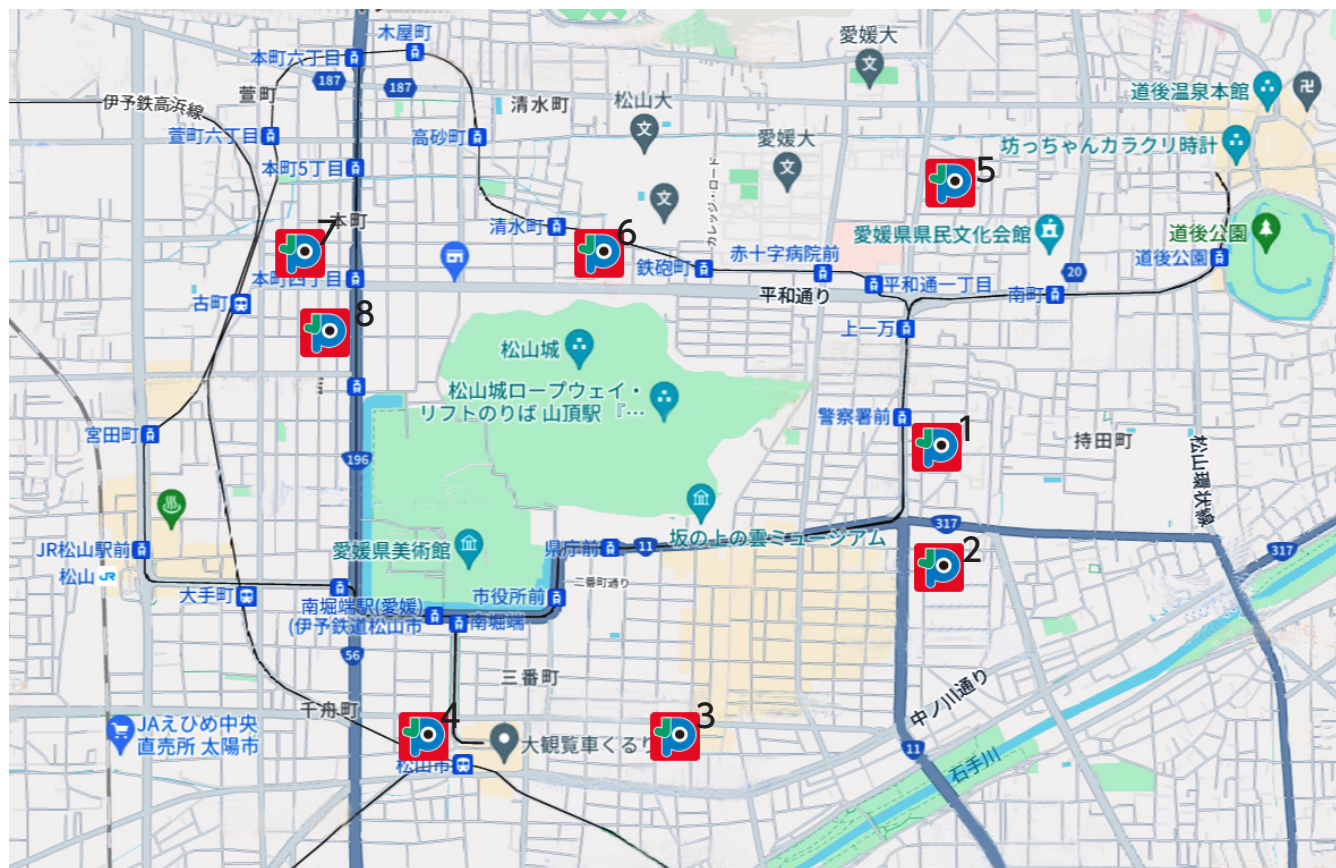 木屋町
本町六丁目
愛媛大
187
187
萱町
伊予鉄高浜線
清水町
松山大
文
文
道後温泉本館
卍
萱町六丁目
高砂町
愛媛大
文
坊っちゃんカラクリ時計
本町5丁目
5
カレッジ・ロード
文
本町
7
清水町
6
愛媛県県民文化会館
道後公園
赤十字病院前
鉄砲町
道後公園
本町四丁目
20
平和通一丁目
平和通り
南町
古町
8
上一万
松山城
松山城ロープウェイ・
リフトのりば 山頂駅 『…
警察署前
1
宮田町
持田町
松山環状線
196
317
坂の上の雲ミュージアム
JR松山駅前
愛媛県美術館
県庁前
11
2
317
松山
JR
二番町通り
大手町
市役所前
南堀端駅(愛媛)
(伊予鉄道松山市
南堀端
56
三番町
中ノ川通り
千舟町
4
3
JAえひめ中央
直売所 太陽市
大観覧車くるり
11
石手川
松山市